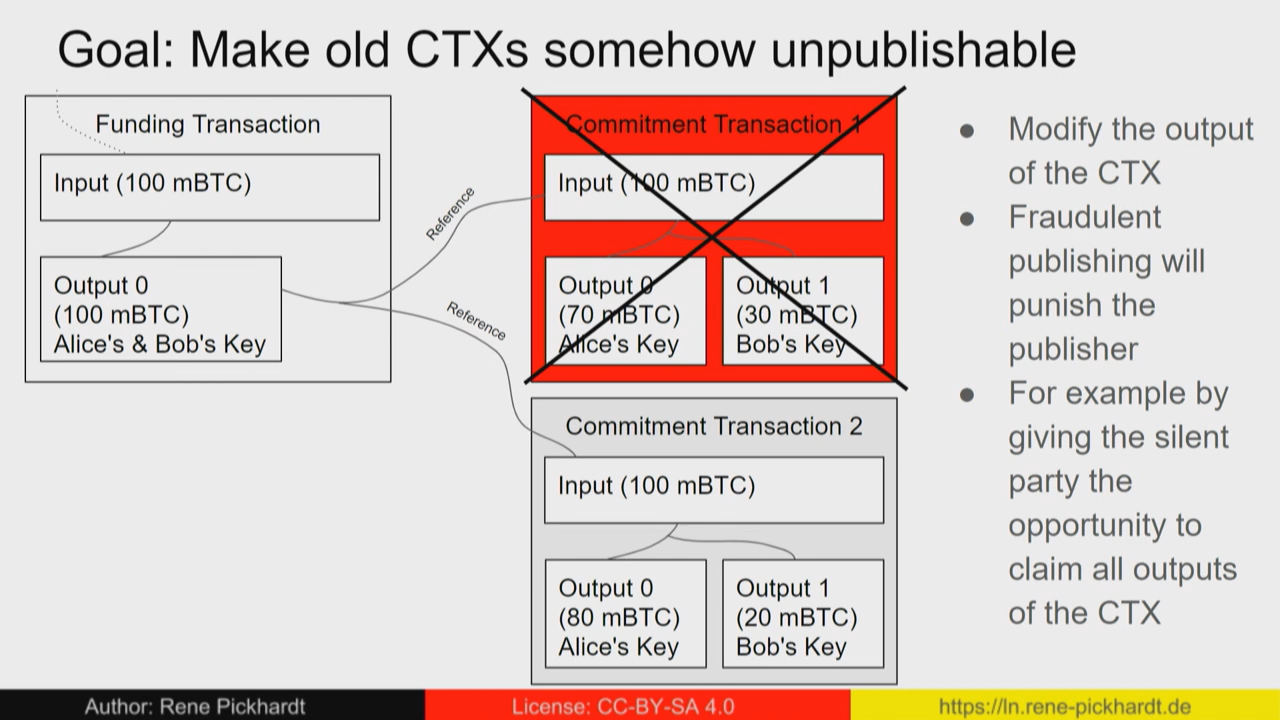 Goal: Make old CTXs somehow unpublishable
Funding Transaction
Input (100 mBTC)
Output 0
(100 mBTC)
Alice's & Bob's Key
Reference
Reference
Commitment Transaction 1
Input (100 mBTC)
Output 0
(70 mBTC)
Alice's Key
Output 1
(30 mBTC)
Bob's Key
Commitment Transaction 2
Input (100 mBTC)
Output 0
(80 mBTC)
Alice's Key
Output 1
(20 mBTC)
Bob's Key
● Modify the output
of the CTX
● Fraudulent
publishing will
punish the
publisher
● For example by
giving the silent
party the
opportunity to
claim all outputs
of the CTX
Author: Rene Pickhardt
License: CC-BY-SA 4.0
https://ln.rene-pickhardt.de